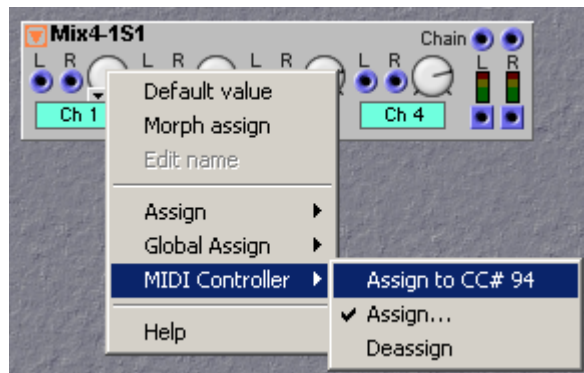 Mix4-1S1
Chain
L R L R L R L R L R
Ch 1
Ch 4
Default value
Morph assign
Edit name
Assign
Global Assign
MIDI Controller
Help
Assign to CC# 94
Assign...
Deassign